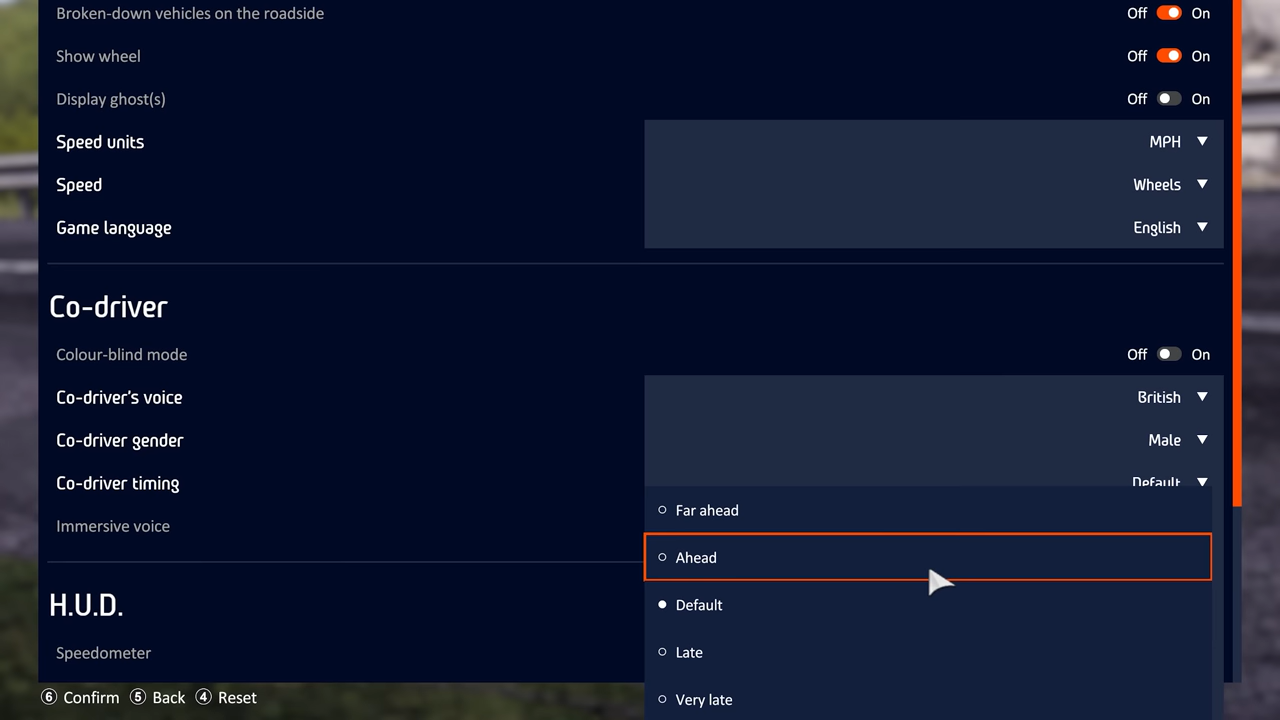 Broken-down vehicles on the roadside Off On
Show wheel Off On
Display ghost(s) Off On
Speed units MPH
Speed Wheels
Game language English
Co-driver
Colour-blind mode Off On
Co-driver's voice British
Co-driver gender Male
Co-driver timing Default
Far ahead
Immersive voice
Ahead
H.U.D.
Default
Speedometer
Late
6 Confirm 5 Back 4 Reset
Very late